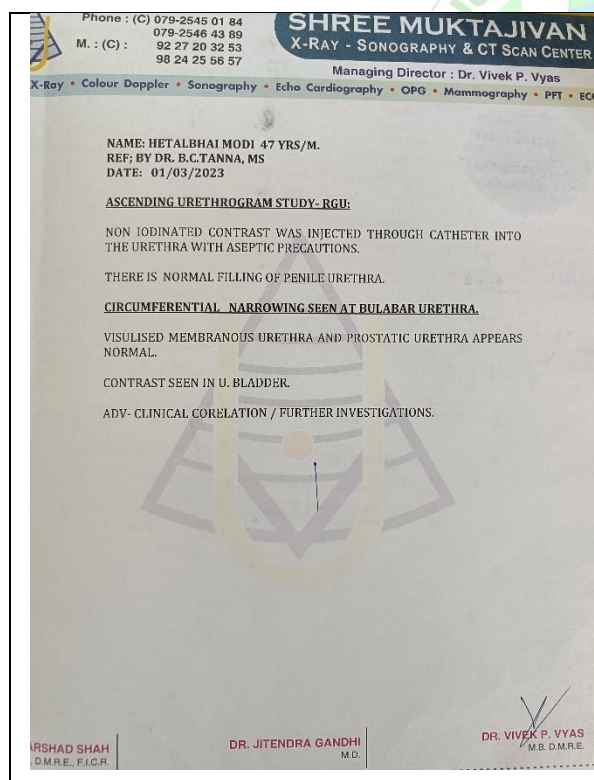 Phone : (C) 079-2545 01 84
079-2546 43 89
M. : (C) : 92 27 20 32 53
98 24 25 56 57
SHREE MUKTAJIVAN
X-RAY - SONOGRAPHY & CT SCAN CENTER
Managing Director : Dr. Vivek P. Vyas
X-Ray • Colour Doppler • Sonography • Echo Cardiography • OPG • Mammography • PFT • EC
NAME: HETALBHAI MODI 47 YRS/M.
REF; BY DR. B.C.TANNA, MS
DATE: 01/03/2023
ASCENDING URETHROGRAM STUDY- RGU:
NON IODINATED CONTRAST WAS INJECTED THROUGH CATHETER INTO
THE URETHRA WITH ASEPTIC PRECAUTIONS.
THERE IS NORMAL FILLING OF PENILE URETHRA.
CIRCUMFERENTIAL NARROWING SEEN AT BULABAR URETHRA.
VISULISED MEMBRANOUS URETHRA AND PROSTATIC URETHRA APPEARS
NORMAL.
CONTRAST SEEN IN U. BLADDER.
ADV- CLINICAL CORELATION / FURTHER INVESTIGATIONS.
ARSHAD SHAH
D.M.R.E., F.I.C.R.
DR. JITENDRA GANDHI
M.D.
DR. VIVEK P. VYAS
M.B. D.M.R.E.